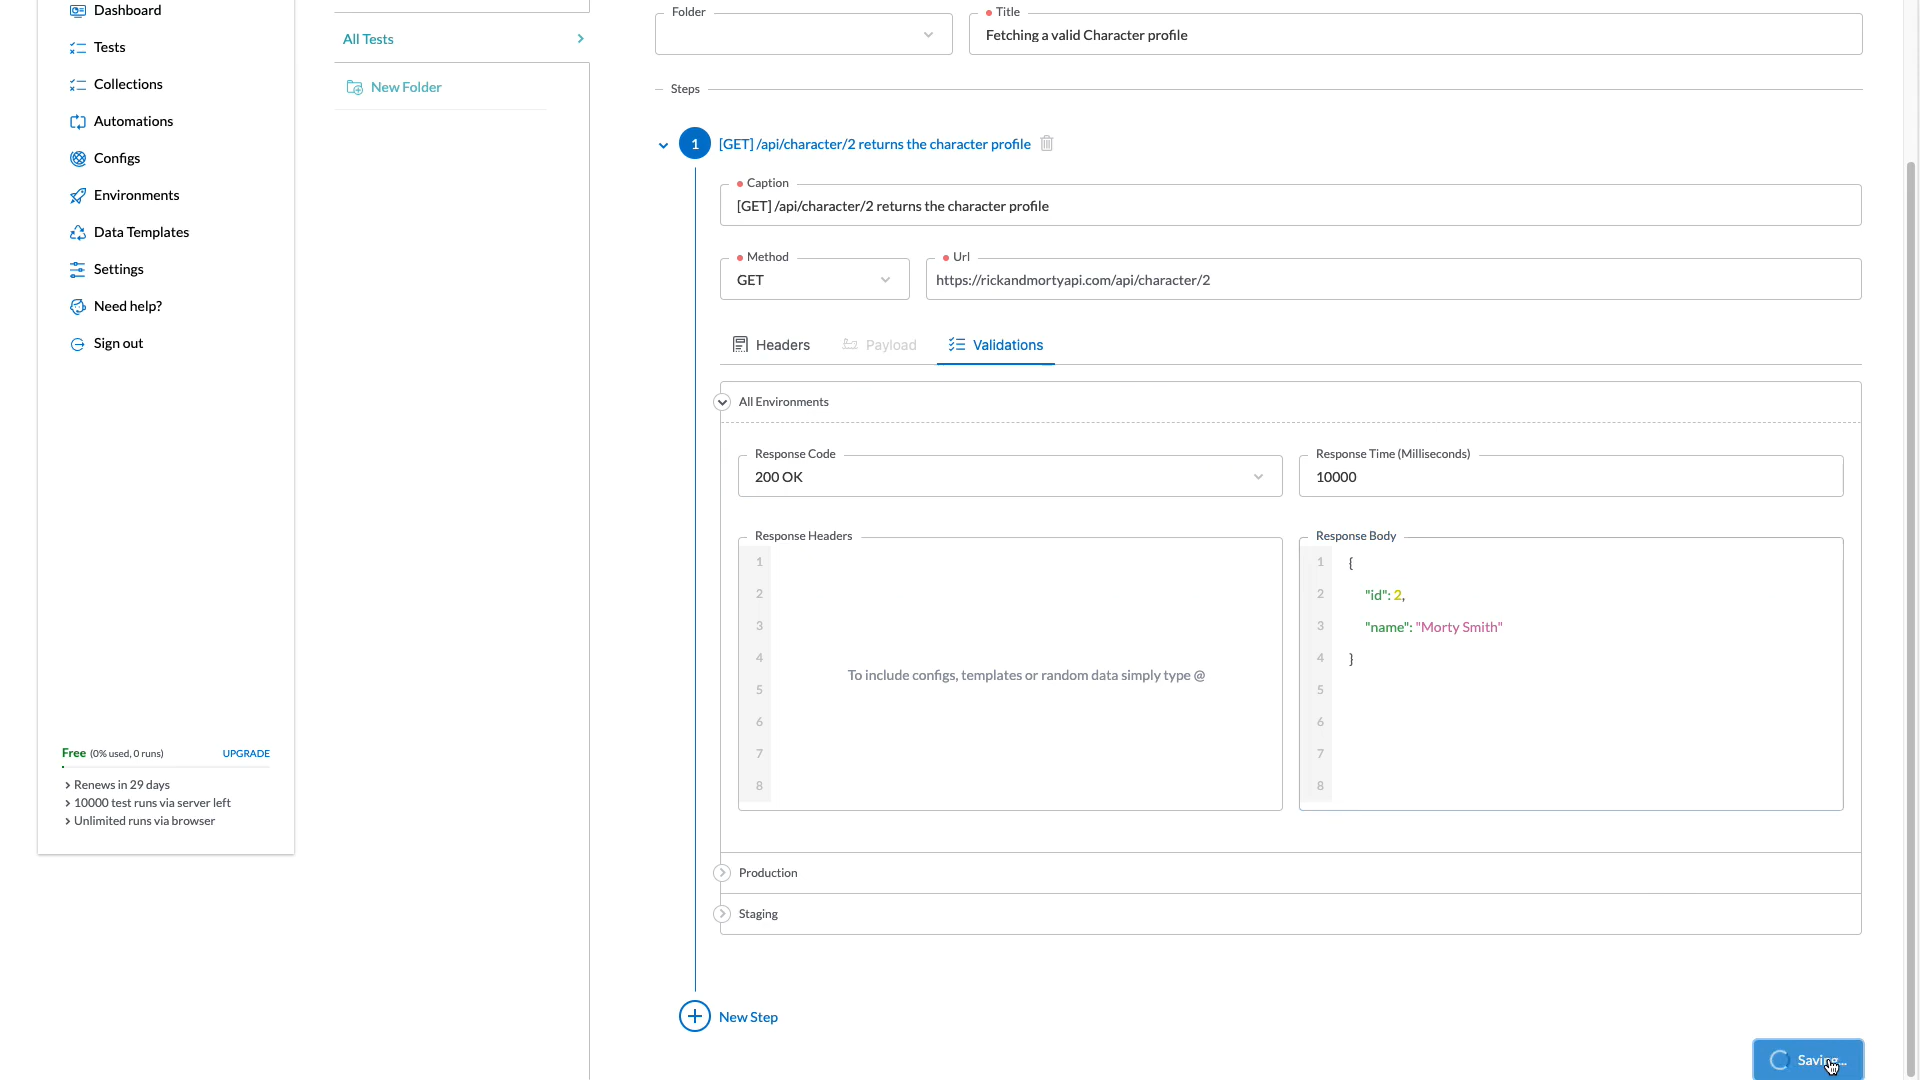 Dashboard
Tests
Collections
Automations
Configs
Environments
Data Templates
Settings
Need help?
Sign out
Free (0% used, 0 runs)
UPGRADE
Renews in 29 days
10000 test runs via server left
Unlimited runs via browser
All Tests
New Folder
Folder
Title
Fetching a valid Character profile
Steps
1 [GET] /api/character/2 returns the character profile
Caption
[GET] /api/character/2 returns the character profile
Method
GET
Url
https://rickandmortyapi.com/api/character/2
Headers
Payload
Validations
All Environments
Response Code
200 OK
Response Time (Milliseconds)
10000
Response Headers
1
2
3
4
5
6
7
8
To include configs, templates or random data simply type @
Response Body
1 {
2 "id": 2,
3 "name": "Morty Smith"
4 }
5
6
7
8
Production
Staging
New Step
Saving...